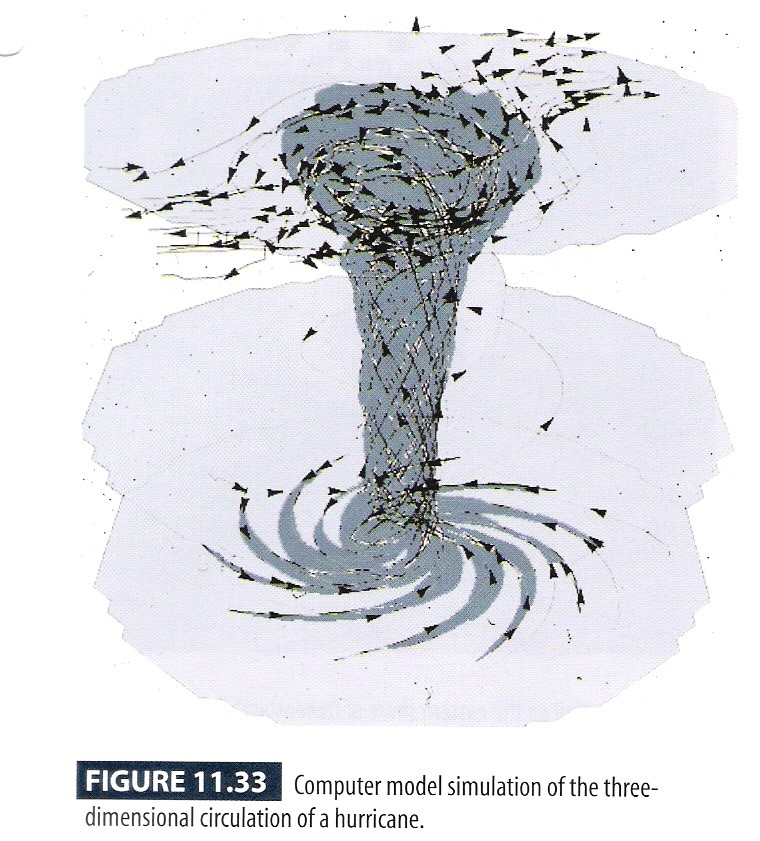 FIGURE 11.33 Computer model simulation of the three-
dimensional circulation of a hurricane.